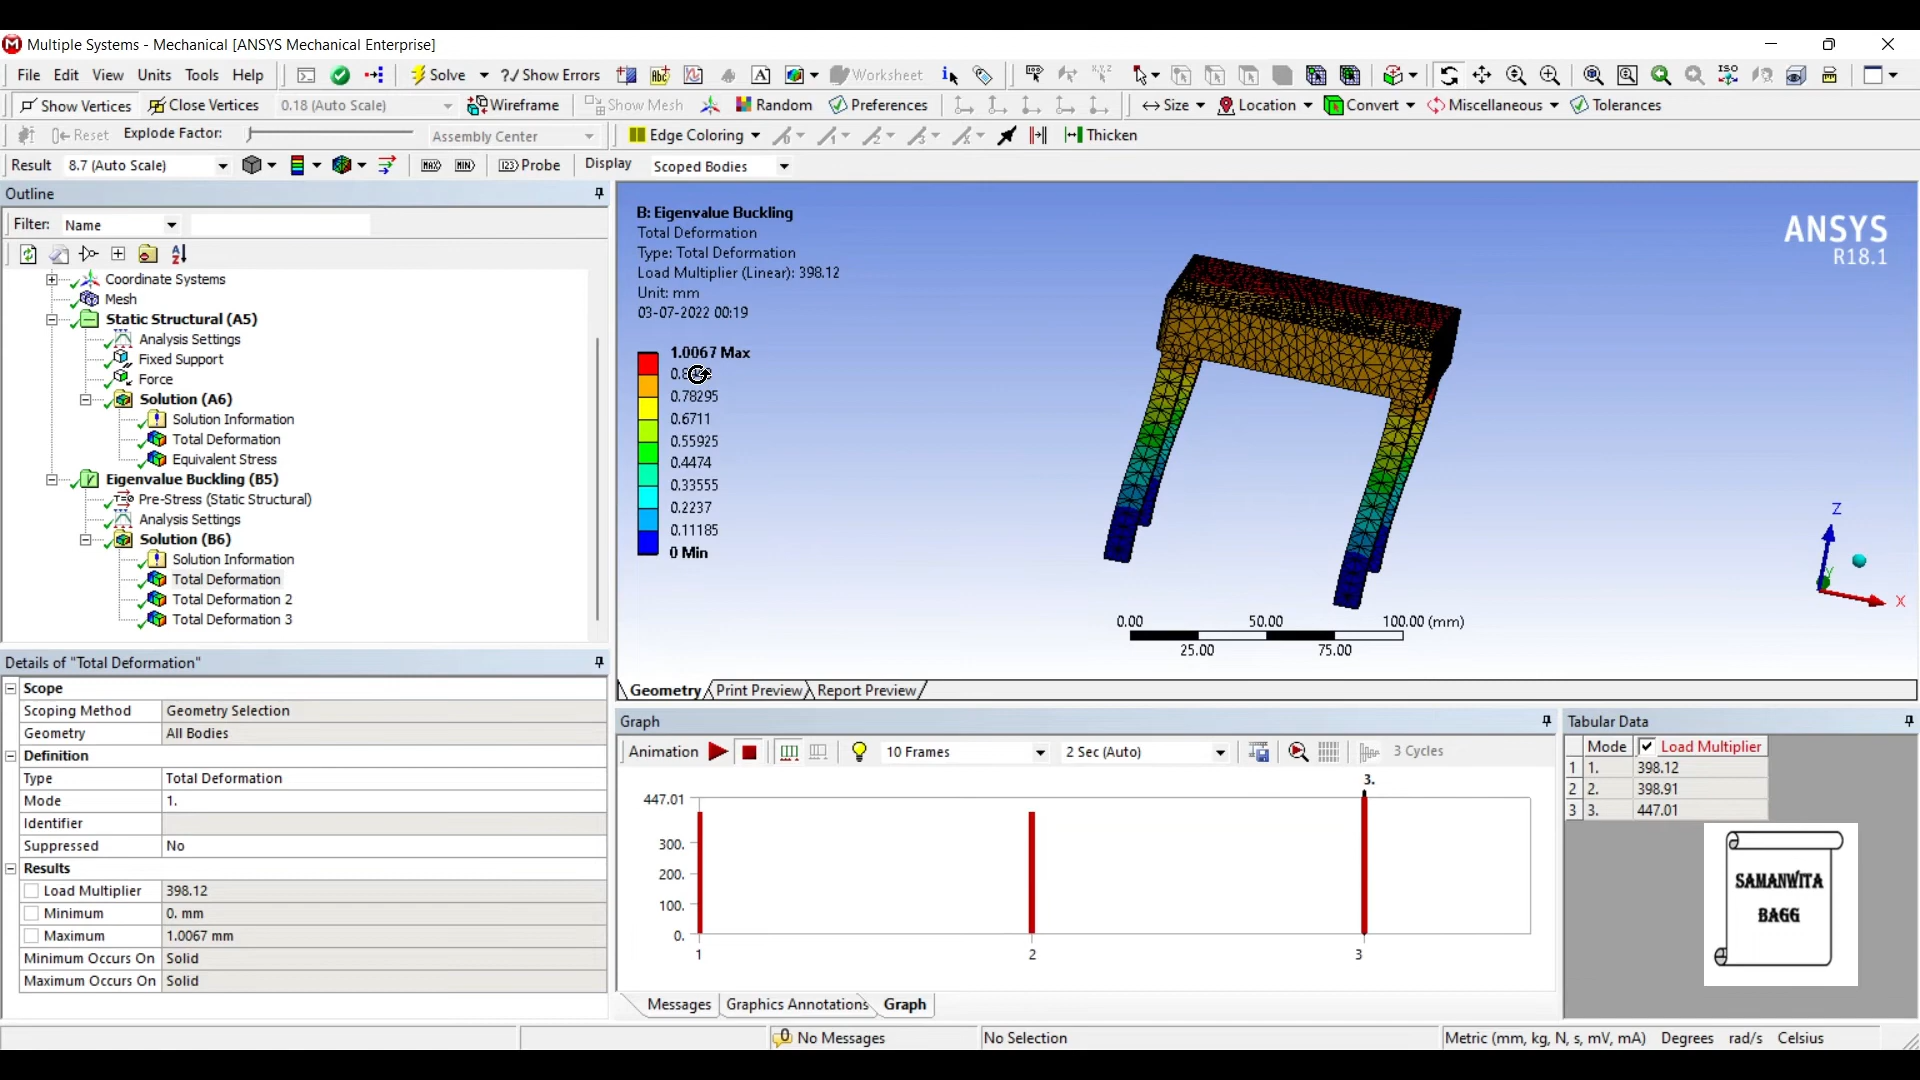 Multiple Systems - Mechanical [ANSYS Mechanical Enterprise]
File Edit View Units Tools Help Solve ?/ Show Errors Worksheet
Show Vertices Close Vertices 0.18 (Auto Scale) Wireframe Show Mesh Random Preferences Size Location Convert Miscellaneous Tolerances
Reset Explode Factor: Assembly Center Edge Coloring Thicken
Result 8.7 (Auto Scale) MAX MIN Probe Display Scoped Bodies
Outline
Filter: Name
Coordinate Systems
Mesh
Static Structural (A5)
Analysis Settings
Fixed Support
Force
Solution (A6)
Solution Information
Total Deformation
Equivalent Stress
Eigenvalue Buckling (B5)
Pre-Stress (Static Structural)
Analysis Settings
Solution (B6)
Solution Information
Total Deformation
Total Deformation 2
Total Deformation 3
Details of "Total Deformation"
Scope
Scoping Method Geometry Selection
Geometry All Bodies
Definition
Type Total Deformation
Mode 1.
Identifier
Suppressed No
Results
Load Multiplier 398.12
Minimum 0. mm
Maximum 1.0067 mm
Minimum Occurs On Solid
Maximum Occurs On Solid
B: Eigenvalue Buckling
Total Deformation
Type: Total Deformation
Load Multiplier (Linear): 398.12
Unit: mm
03-07-2022 00:19
1.0067 Max
0.78295
0.6711
0.55925
0.4474
0.33555
0.2237
0.11185
0 Min
ANSYS
R18.1
Z
Y
X
0.00 50.00 100.00 (mm)
25.00 75.00
Geometry Print Preview Report Preview
Graph
Animation 10 Frames 2 Sec (Auto) 3 Cycles
3.
447.01
300.
200.
100.
0.
1 2 3
Messages Graphics Annotations Graph
Tabular Data
Mode Load Multiplier
1 1. 398.12
2 2. 398.91
3 3. 447.01
SAMANWITA
BAGG
No Messages No Selection Metric (mm, kg, N, s, mV, mA) Degrees rad/s Celsius